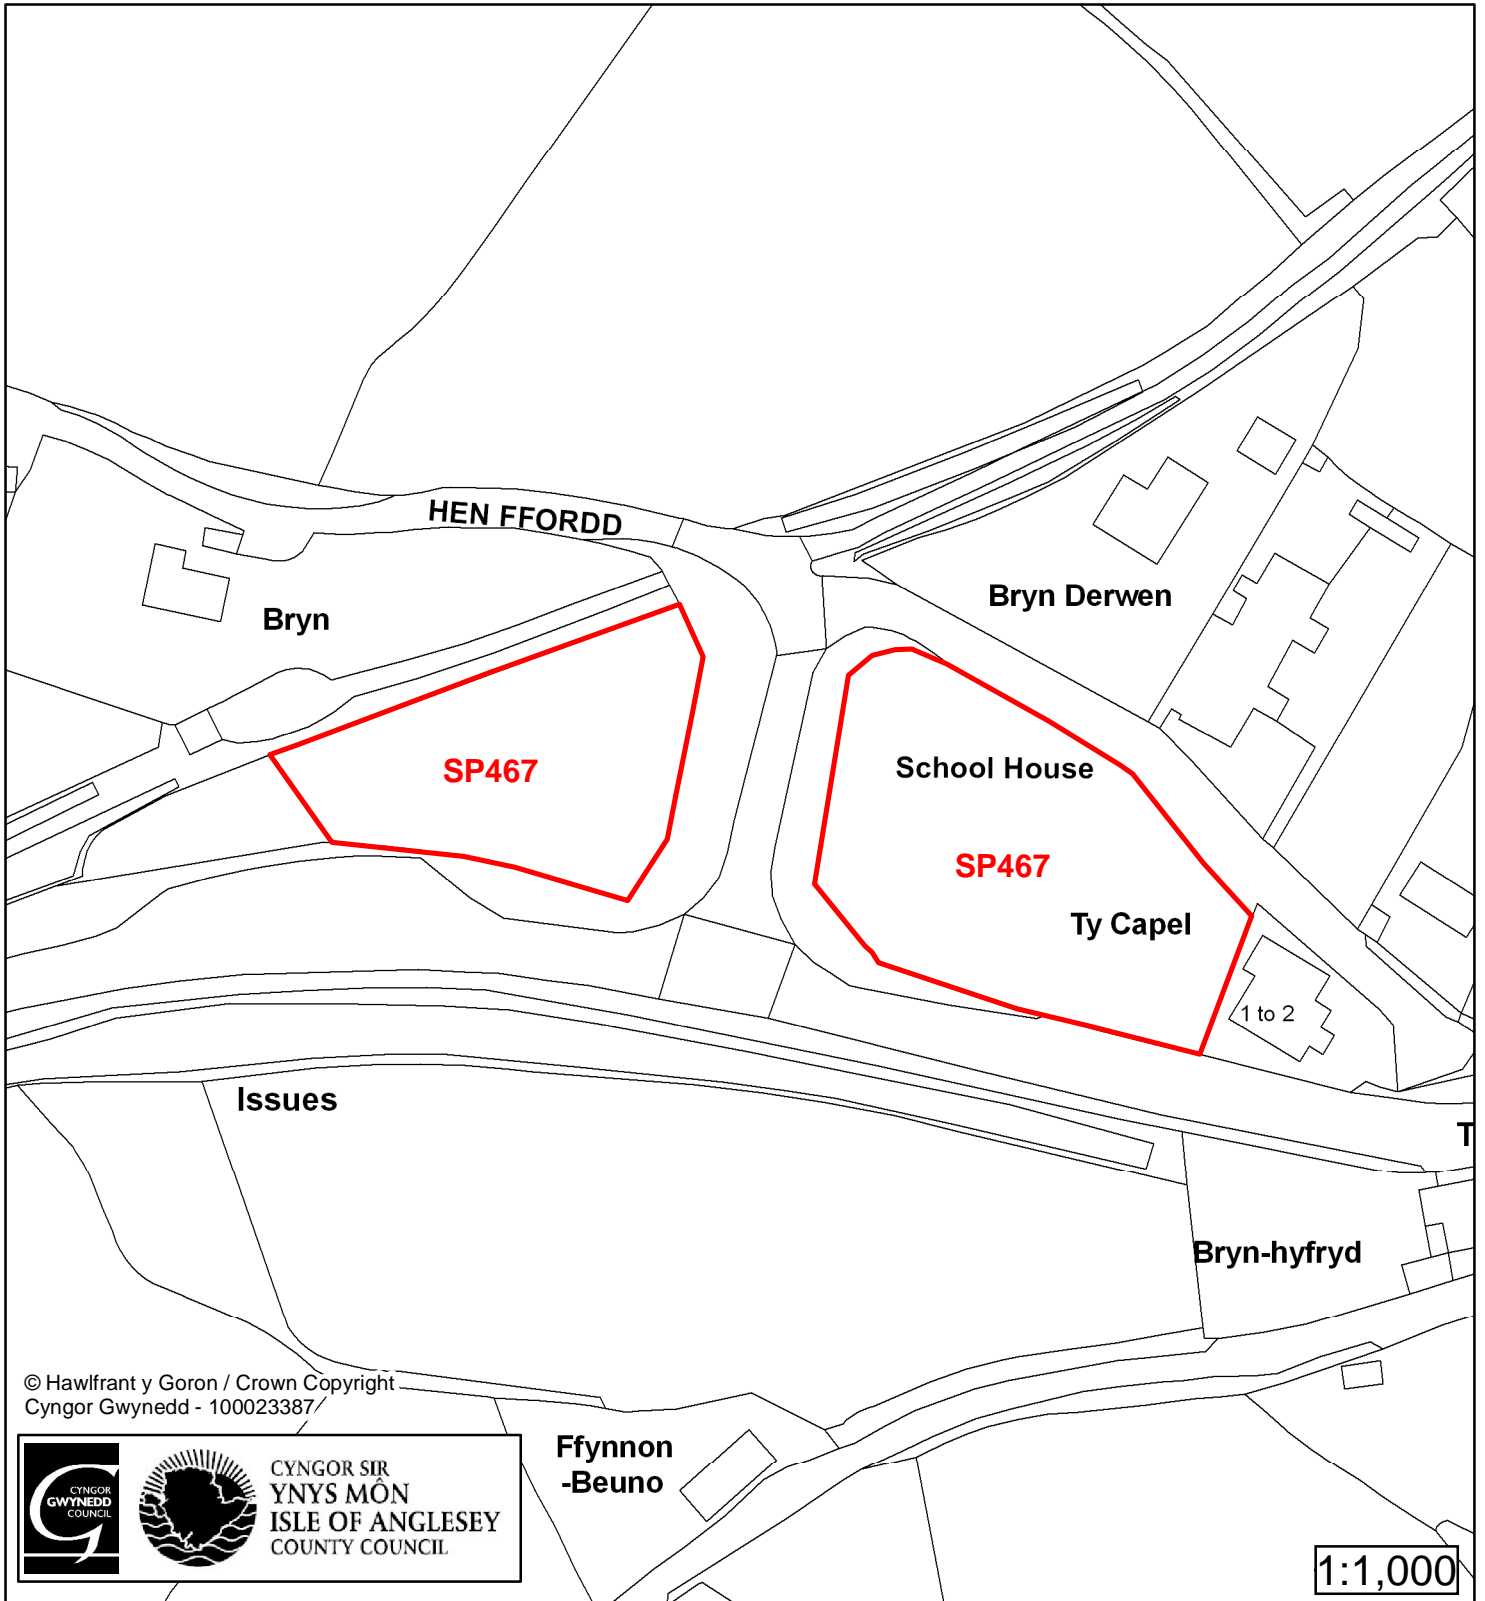 HEN FFORDD
Bryn Derwen
Bryn
SP467
School House
SP467
Ty Capel
1 to 2
Issues
T
Bryn-hyfryd
© Hawlfrant y Goron / Crown Copyright
Cyngor Gwynedd - 100023387
Ffynnon
-Beuno
CYNGOR
GWYNEDD
COUNCIL
CYNGOR SIR
YNYS MÔN
ISLE OF ANGLESEY
COUNTY COUNCIL
1:1,000